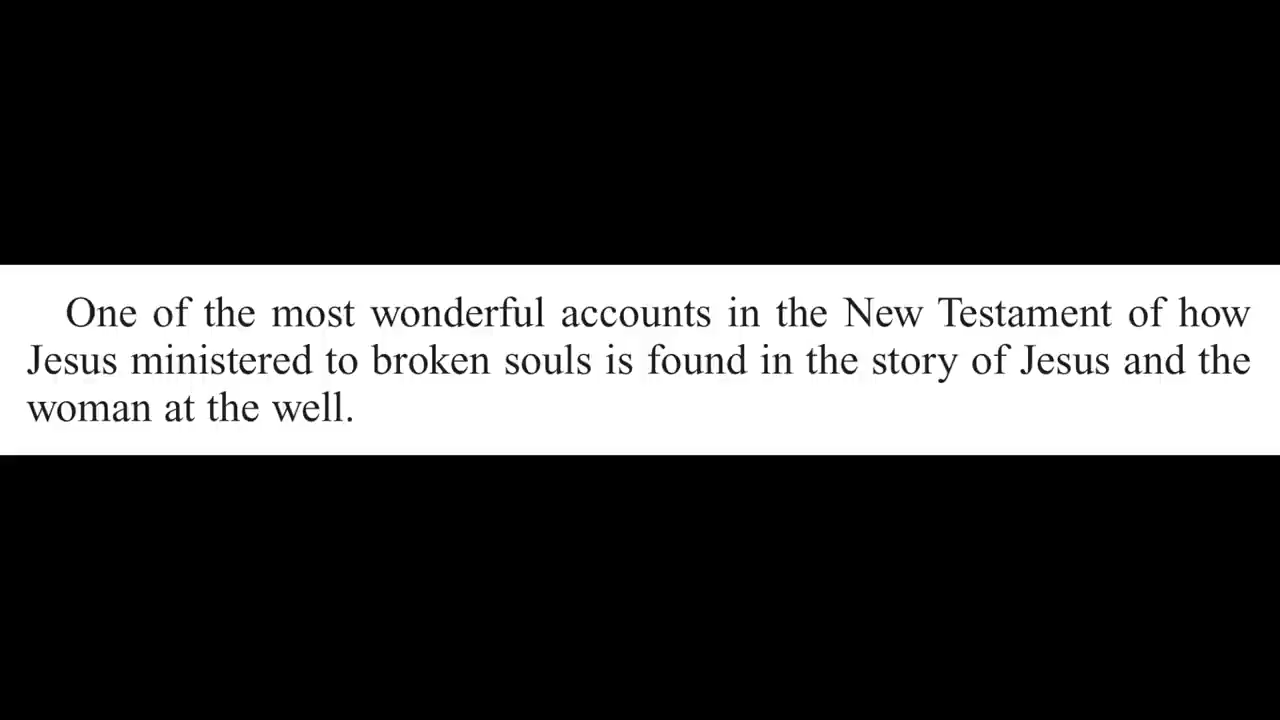 One of the most wonderful accounts in the New Testament of how
Jesus ministered to broken souls is found in the story of Jesus and the
woman at the well.